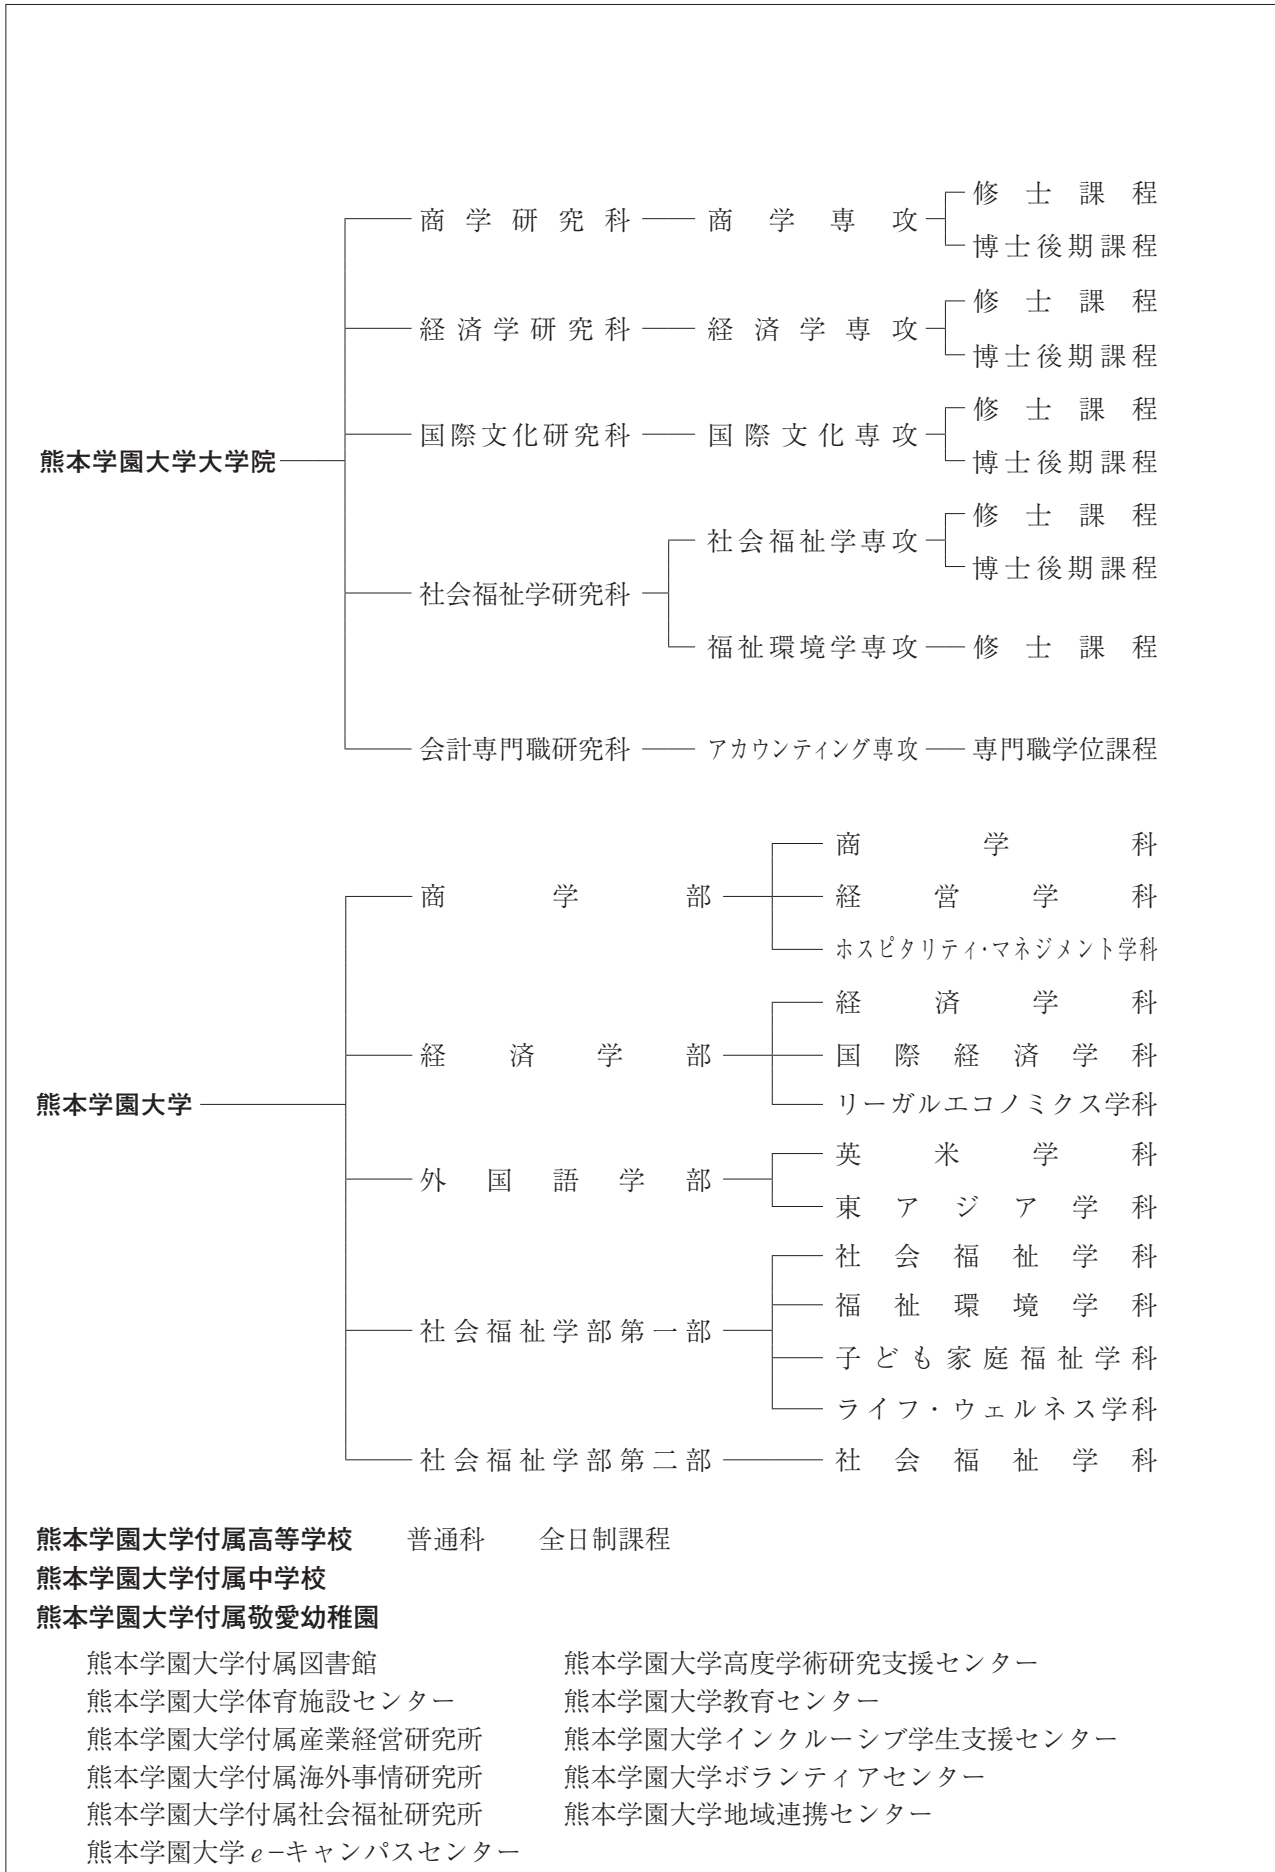 修士課程
商学研究科 商学専攻
博士後期課程
修士課程
経済学研究科 経済学専攻
博士後期課程
修士課程
国際文化研究科 国際文化専攻
熊本学園大学大学院 博士後期課程
修士課程
社会福祉学専攻
博士後期課程
社会福祉学研究科
福祉環境学専攻 修士課程
会計専門職研究科 アカウンティング専攻 専門職学位課程
商学科
商学部 経営学科
ホスピタリティ・マネジメント学科
経済学科
経済学部 国際経済学科
熊本学園大学 リーガルエコノミクス学科
英米学科
外国語学部
東アジア学科
社会福祉学科
福祉環境学科
社会福祉学部第一部
子ども家庭福祉学科
ライフ・ウェルネス学科
社会福祉学部第二部 社会福祉学科
熊本学園大学付属高等学校 普通科 全日制課程
熊本学園大学付属中学校
熊本学園大学付属敬愛幼稚園
熊本学園大学付属図書館 熊本学園大学高度学術研究支援センター
熊本学園大学体育施設センター 熊本学園大学教育センター
熊本学園大学付属産業経営研究所 熊本学園大学インクルーシブ学生支援センター
熊本学園大学付属海外事情研究所 熊本学園大学ボランティアセンター
熊本学園大学付属社会福祉研究所 熊本学園大学地域連携センター
熊本学園大学e−キャンパスセンター